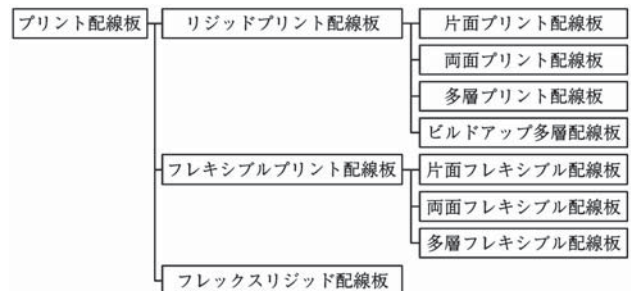 プリント配線板
リジッドプリント配線板
片面プリント配線板
両面プリント配線板
多層プリント配線板
ビルドアップ多層配線板
フレキシブルプリント配線板
片面フレキシブル配線板
両面フレキシブル配線板
多層フレキシブル配線板
フレックスリジッド配線板